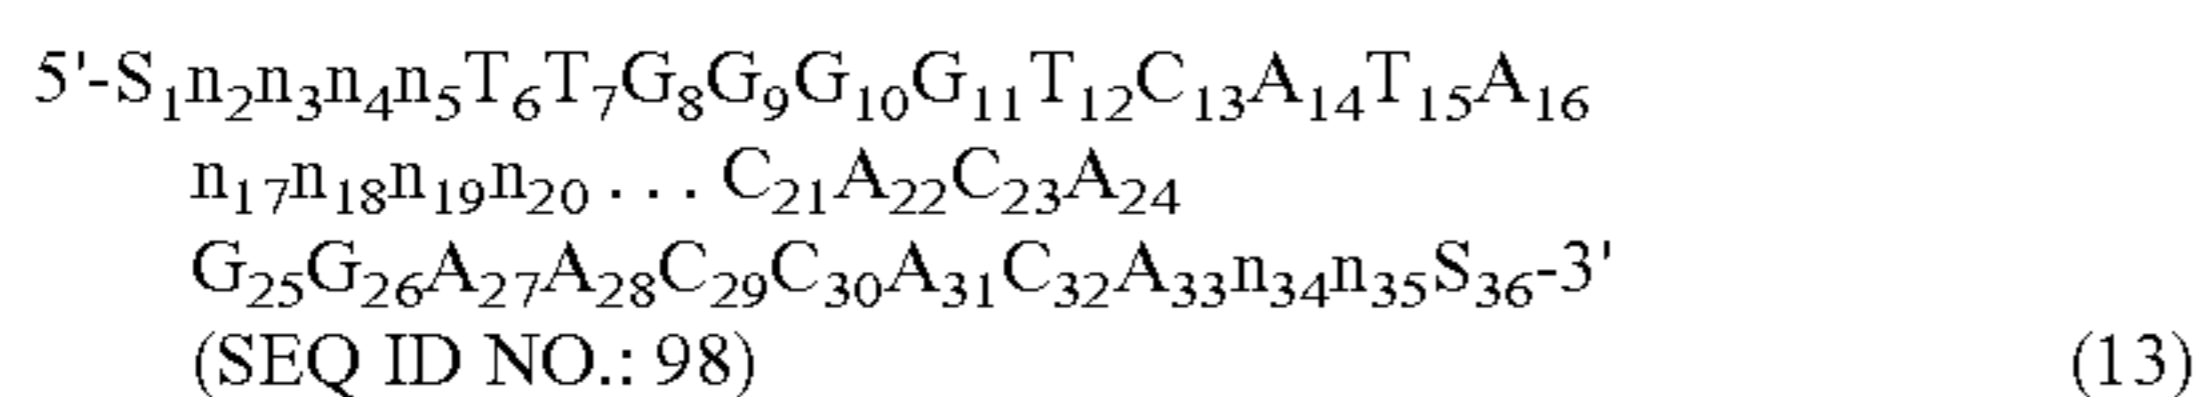 5'-S₁n₂n₃n₄n₅T₆T₇G₈G₉G₁₀G₁₁T₁₂C₁₃A₁₄T₁₅A₁₆
n₁₇n₁₈n₁₉n₂₀ . . . C₂₁A₂₂C₂₃A₂₄
G₂₅G₂₆A₂₇A₂₈C₂₉C₃₀A₃₁C₃₂A₃₃n₃₄n₃₅S₃₆-3'
(SEQ ID NO.: 98) (13)